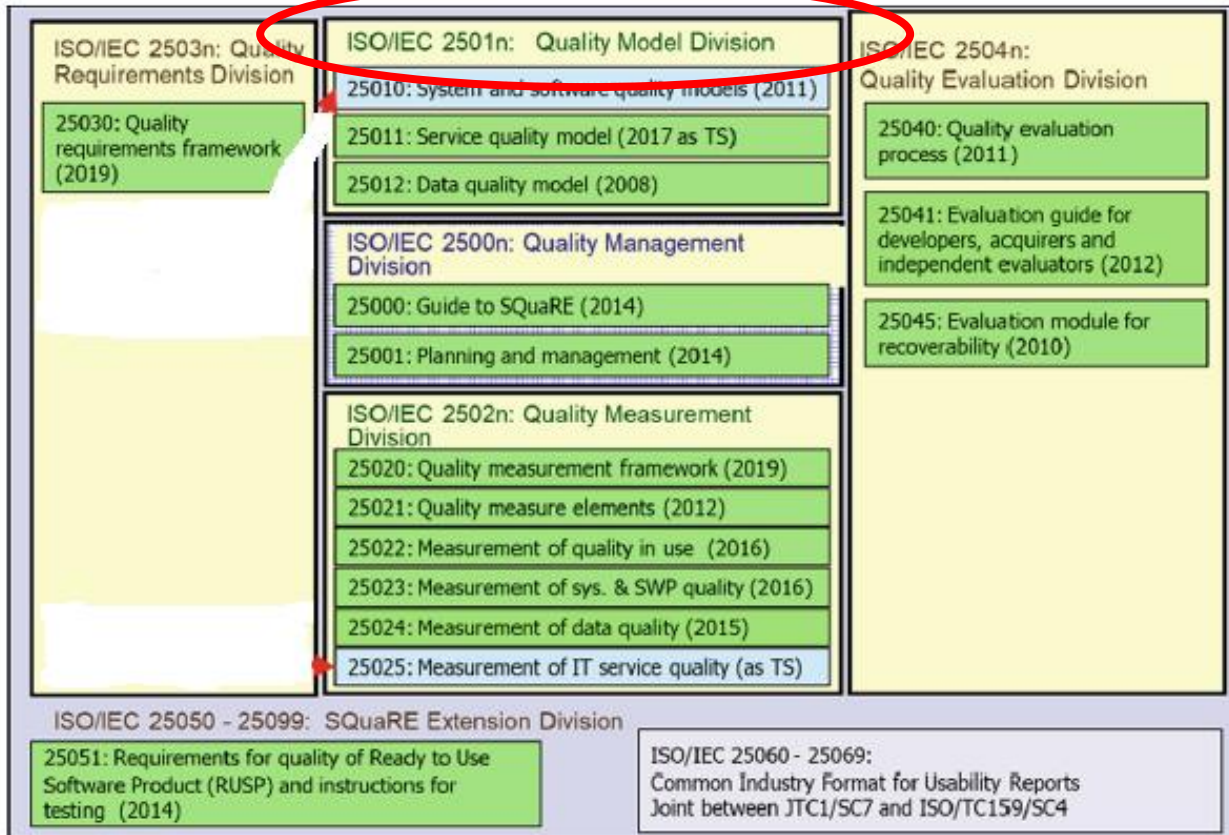 ISO/IEC 2503n: Quality
Requirements Division
25030: Quality
requirements framework
(2019)
ISO/IEC 2501n: Quality Model Division
25010: System and software quality models (2011)
25011: Service quality model (2017 as TS)
25012: Data quality model (2008)
ISO/IEC 2500n: Quality Management
Division
25000: Guide to SQuaRE (2014)
25001: Planning and management (2014)
ISO/IEC 2502n: Quality Measurement
Division
25020: Quality measurement framework (2019)
25021: Quality measure elements (2012)
25022: Measurement of quality in use (2016)
25023: Measurement of sys. & SWP quality (2016)
25024: Measurement of data quality (2015)
25025: Measurement of IT service quality (as TS)
ISO/IEC 2504n:
Quality Evaluation Division
25040: Quality evaluation
process (2011)
25041: Evaluation guide for
developers, acquirers and
independent evaluators (2012)
25045: Evaluation module for
recoverability (2010)
ISO/IEC 25050 - 25099: SQuaRE Extension Division
25051: Requirements for quality of Ready to Use
Software Product (RUSP) and instructions for
testing (2014)
ISO/IEC 25060 - 25069:
Common Industry Format for Usability Reports
Joint between JTC1/SC7 and ISO/TC159/SC4